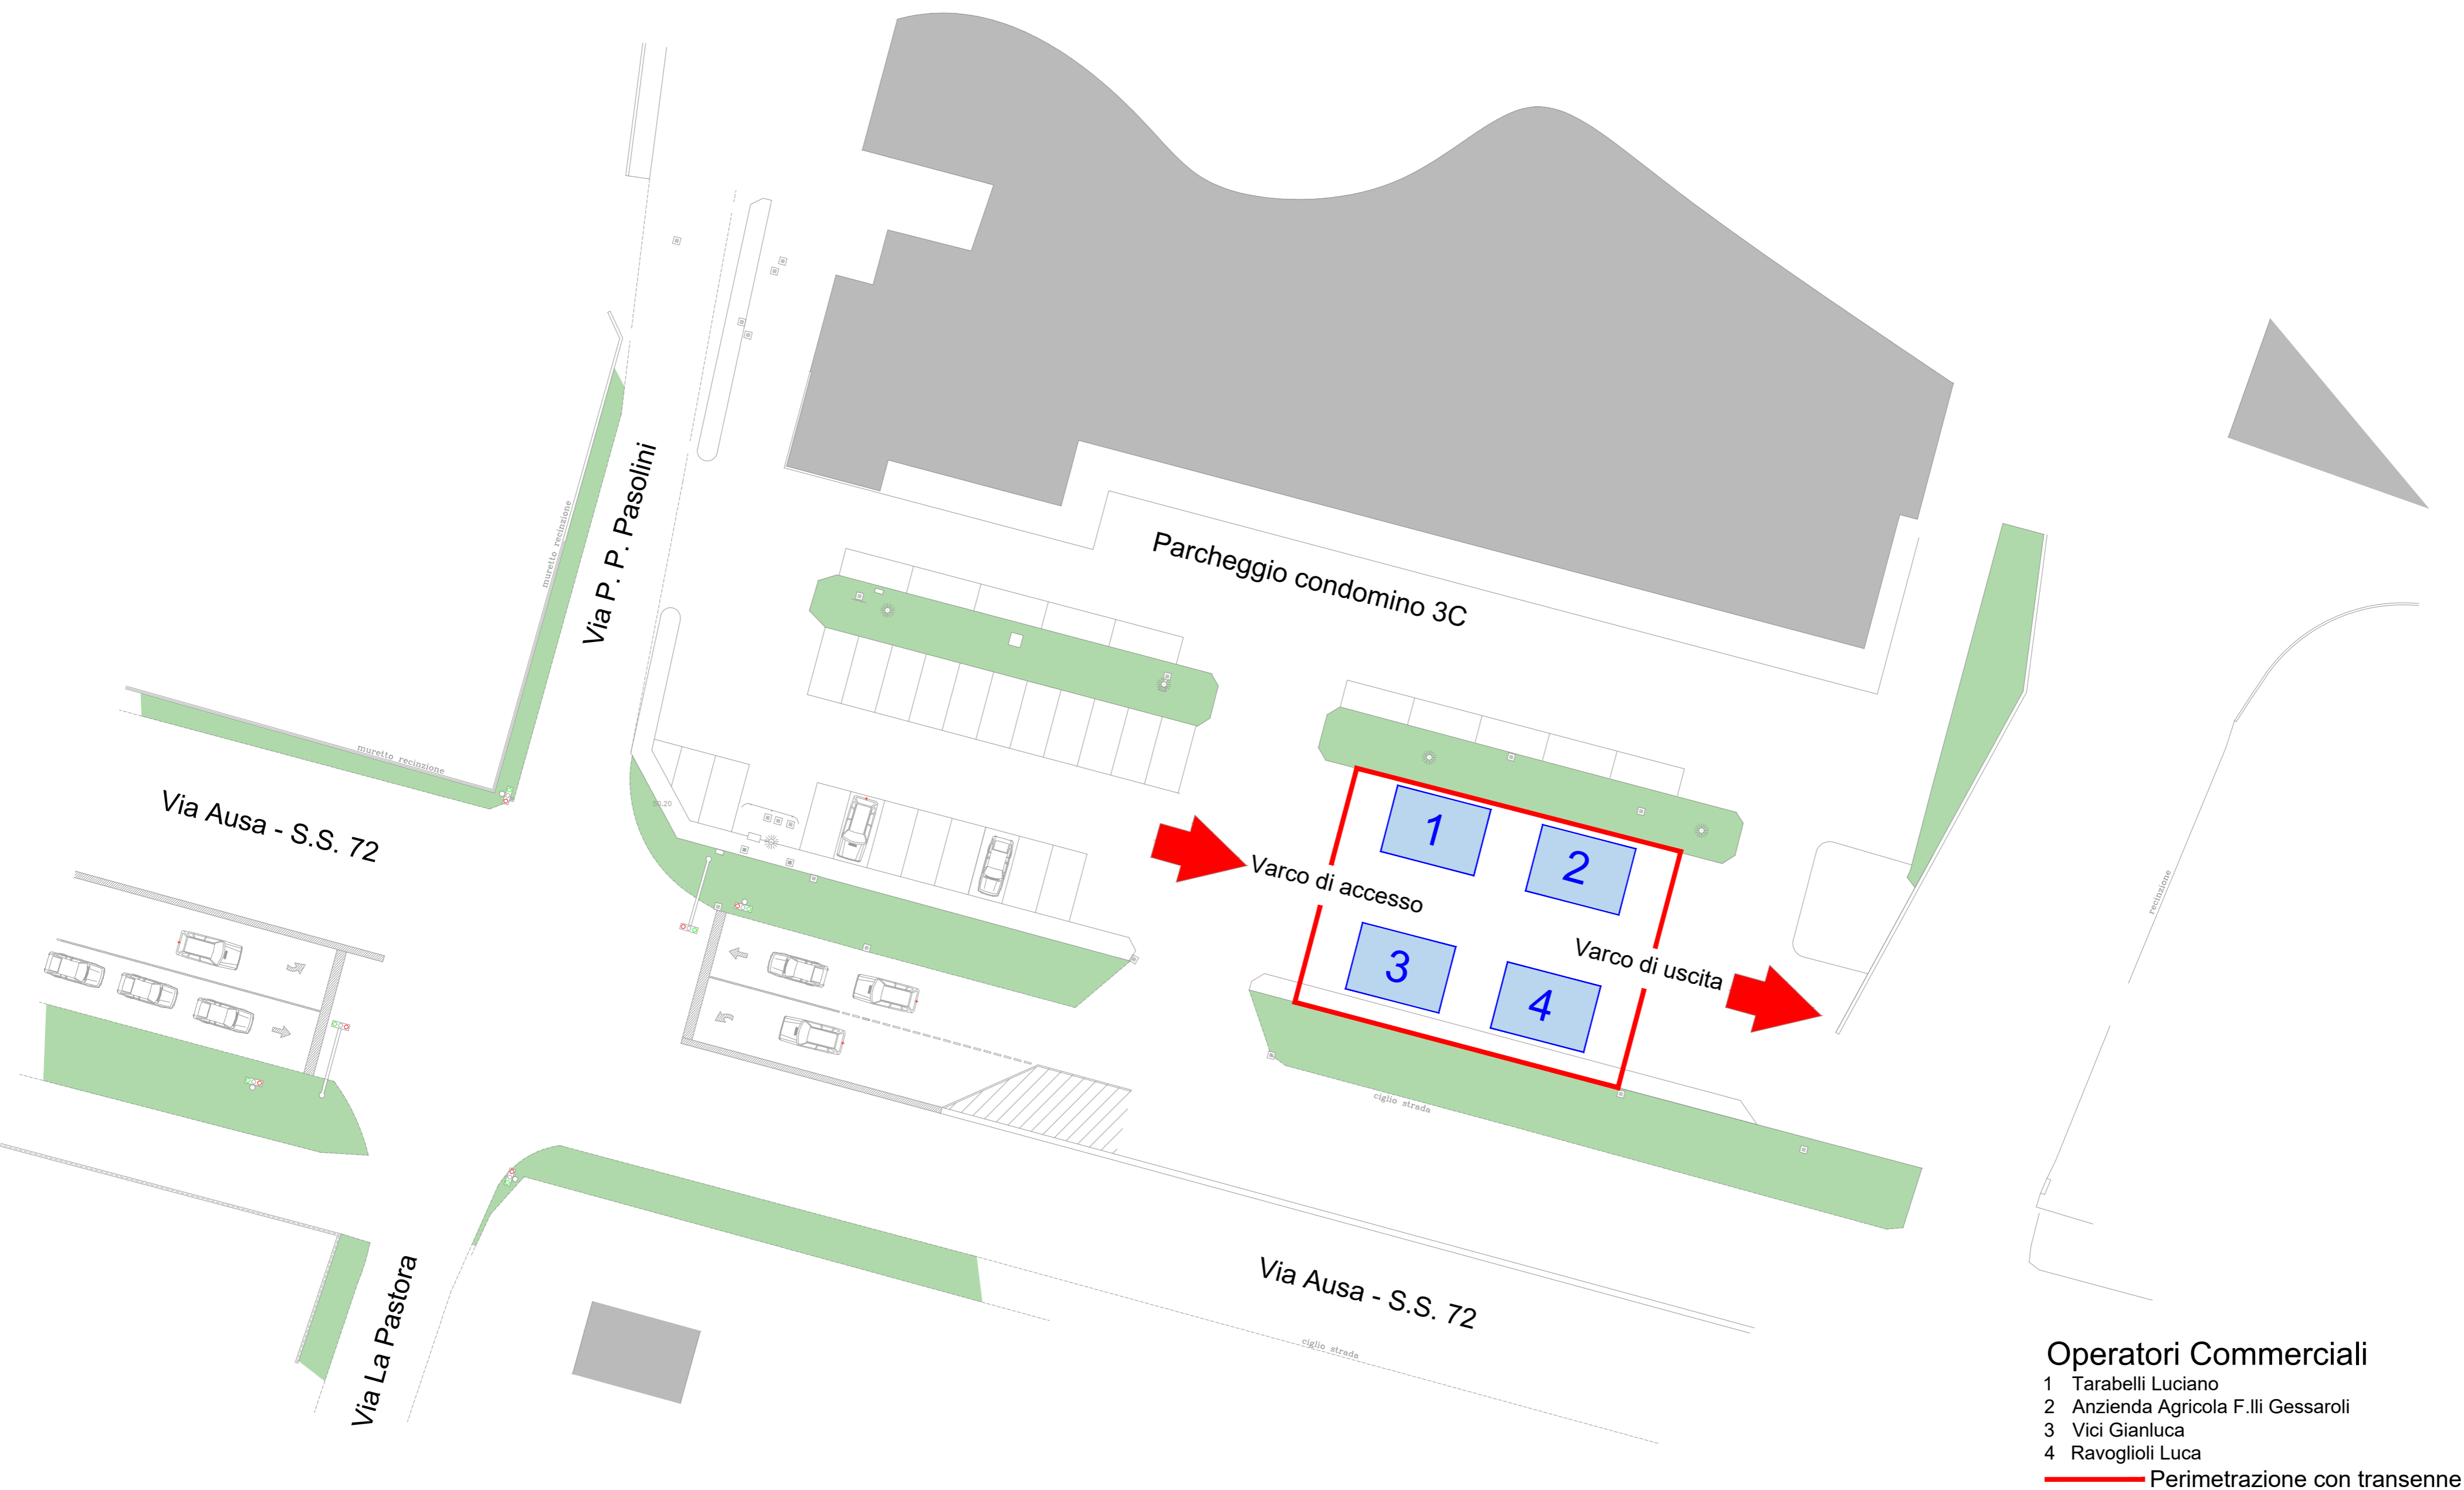 Via P. P. Pasolini
muretto recinzione
Parcheggio condomino 3C
muretto recinzione
Via Ausa - S.S. 72
50.20
1
2
Varco di accesso
3
4
Varco di uscita
recinzione
ciglio strada
Via La Pastora
Via Ausa - S.S. 72
ciglio strada
Operatori Commerciali
1 Tarabelli Luciano
2 Anzienda Agricola F.lli Gessaroli
3 Vici Gianluca
4 Ravoglioli Luca
Perimetrazione con transenne